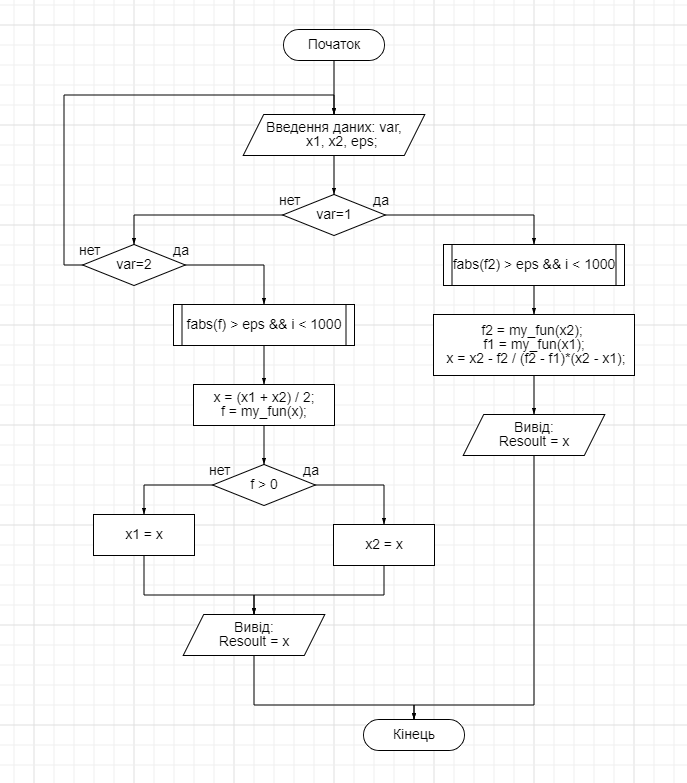 Початок
Введення даних: var,
x1, x2, eps;
нет
да
var=1
нет
да
var=2
fabs(f2) > eps && i < 1000
fabs(f) > eps && i < 1000
f2 = my_fun(x2);
f1 = my_fun(x1);
x = x2 - f2 / (f2 - f1)*(x2 - x1);
x = (x1 + x2) / 2;
f = my_fun(x);
Вивід:
Resoult = x
нет
да
f > 0
x1 = x
x2 = x
Вивід:
Resoult = x
Кінець